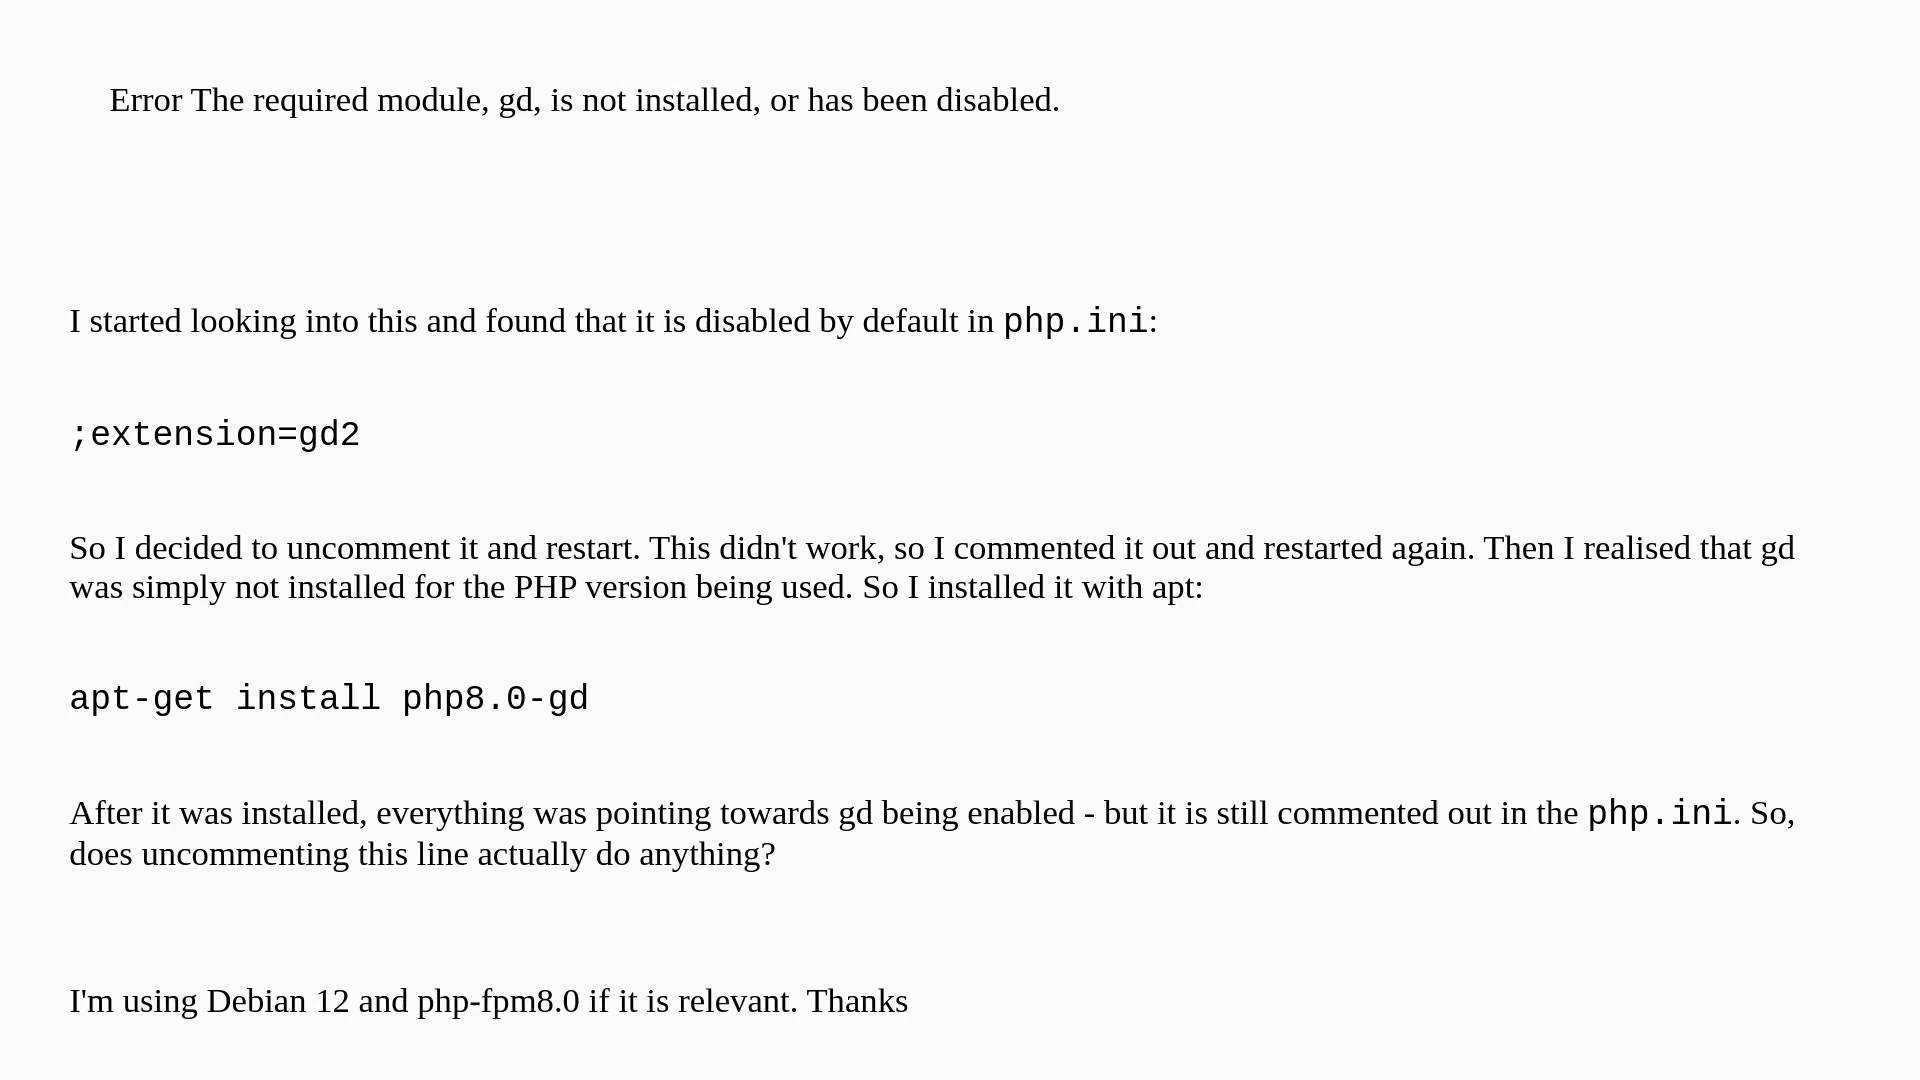 Error The required module, gd, is not installed, or has been disabled.
I started looking into this and found that it is disabled by default in php.ini:
;extension=gd2
So I decided to uncomment it and restart. This didn't work, so I commented it out and restarted again. Then I realised that gd
was simply not installed for the PHP version being used. So I installed it with apt:
apt-get install php8.0-gd
After it was installed, everything was pointing towards gd being enabled - but it is still commented out in the php.ini. So,
does uncommenting this line actually do anything?
I'm using Debian 12 and php-fpm8.0 if it is relevant. Thanks